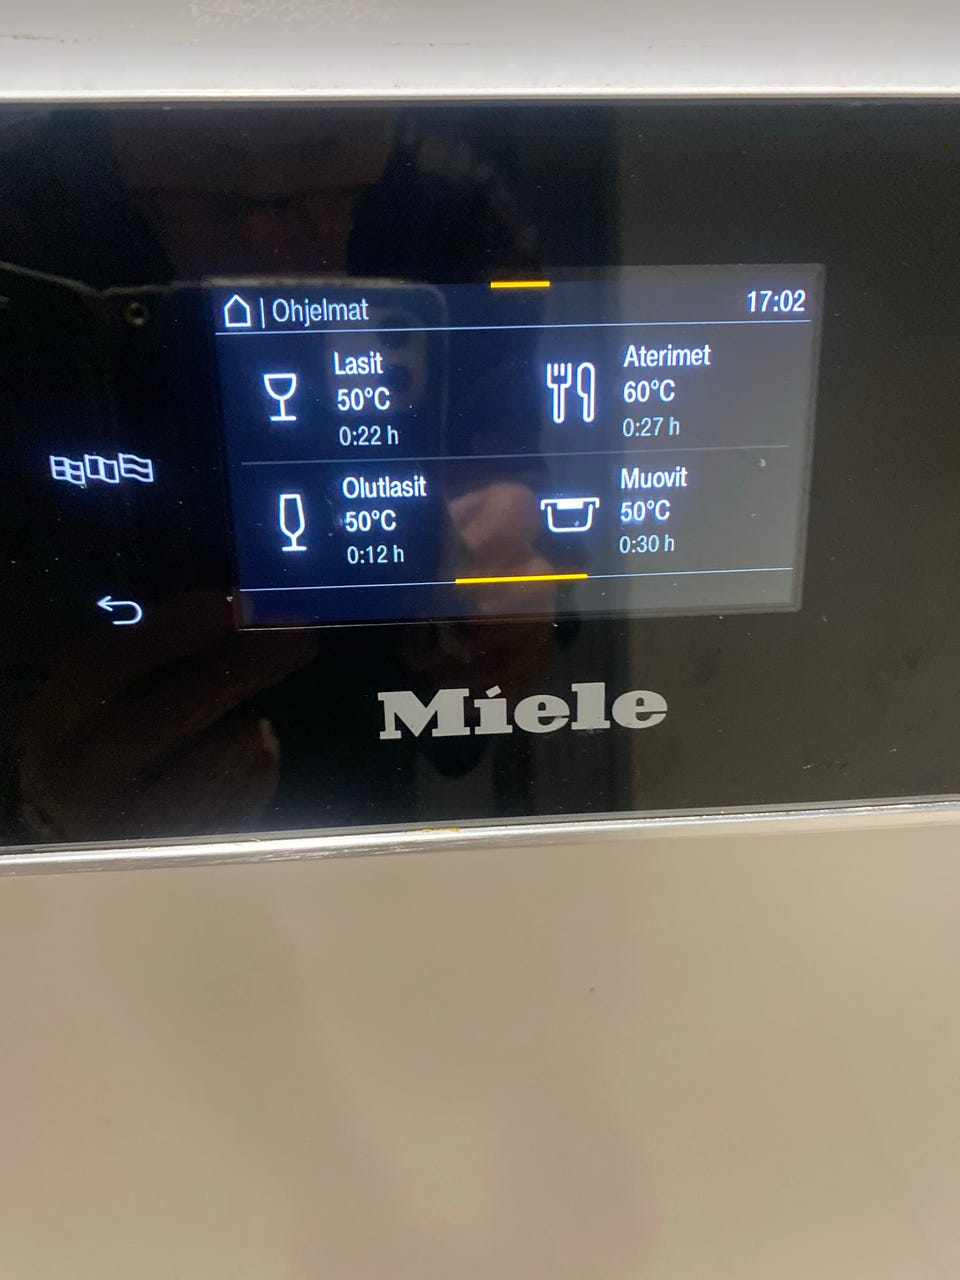 | Ohjelmat 17:02
Lasit
50°C
0:22 h
Aterimet
60°C
0:27 h
Olutlasit
50°C
0:12 h
Muovit
50°C
0:30 h
Miele